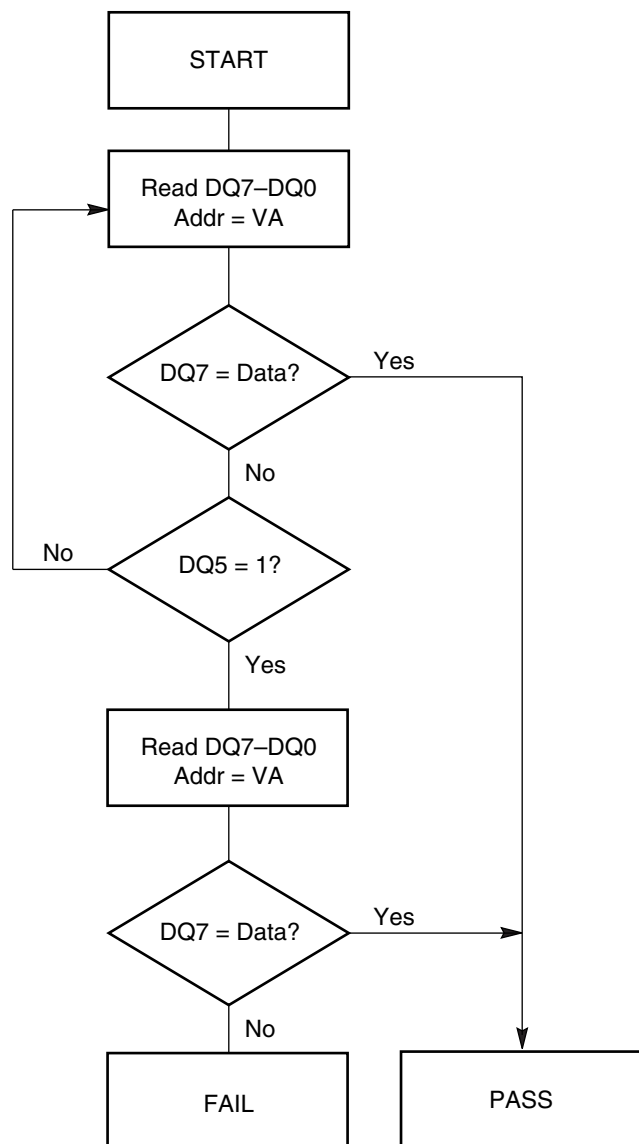 START
Read DQ7–DQ0
Addr = VA
DQ7 = Data?
Yes
No
DQ5 = 1?
No
Yes
Read DQ7–DQ0
Addr = VA
DQ7 = Data?
Yes
No
FAIL
PASS